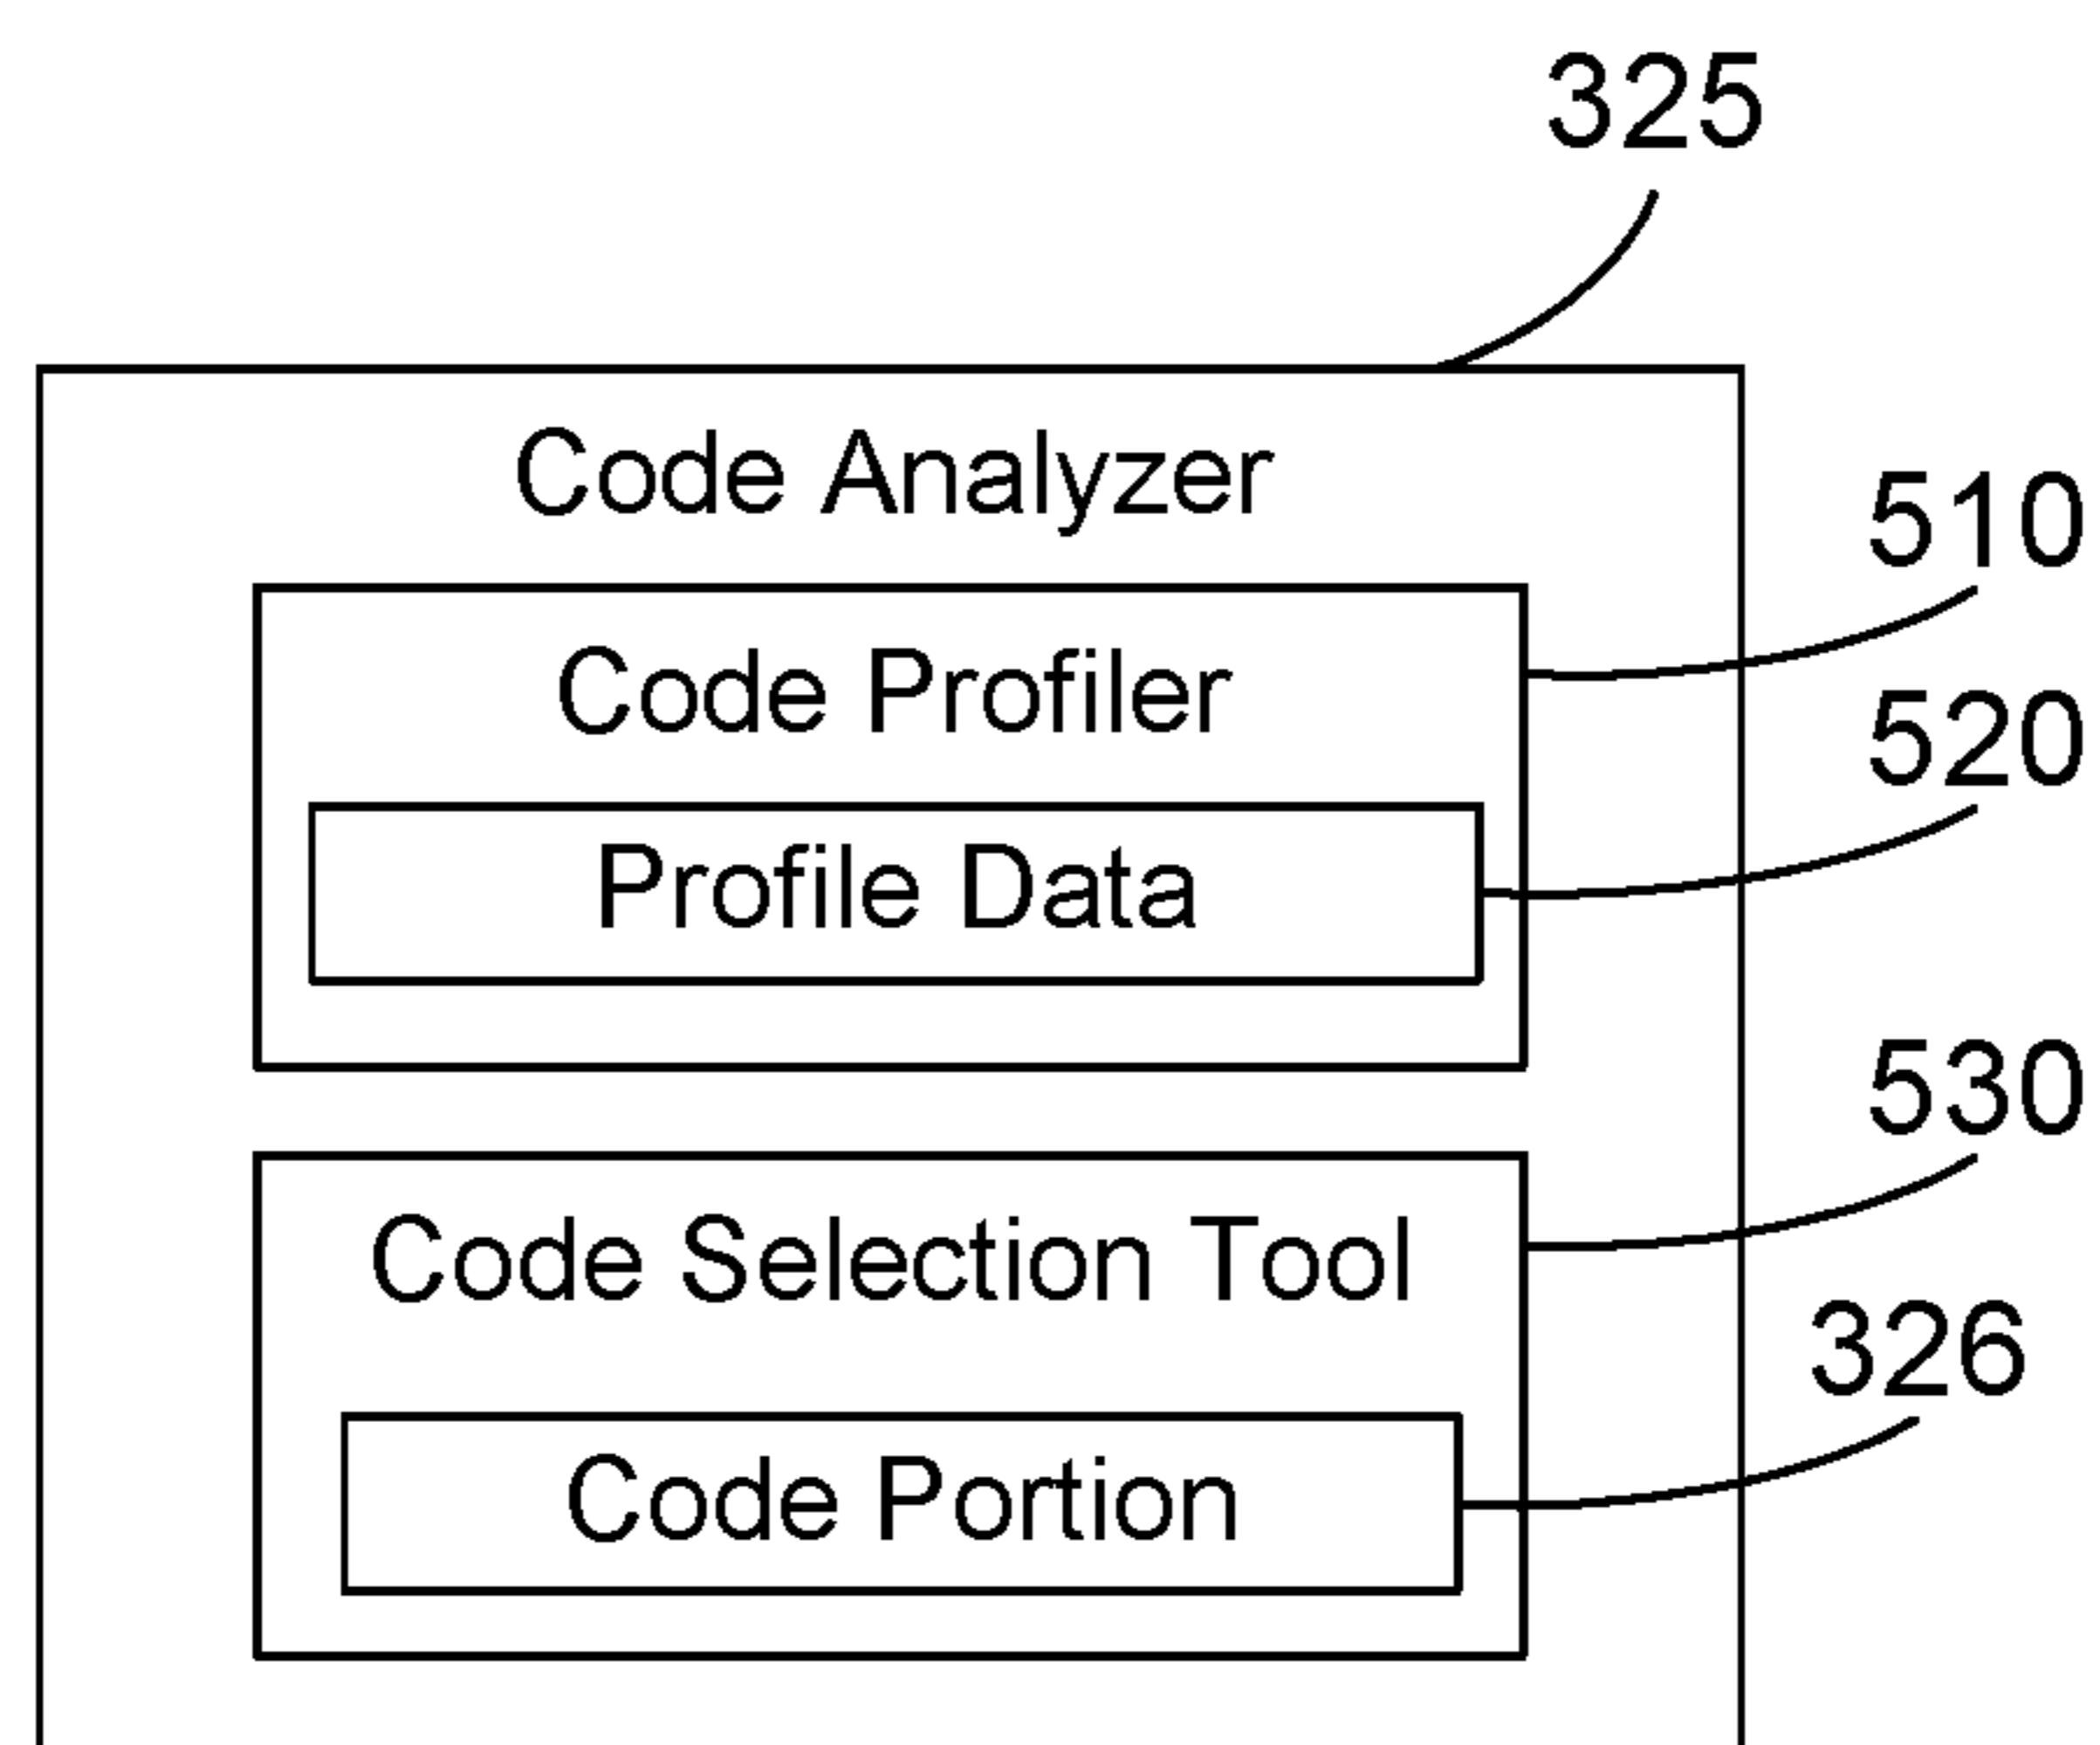 325
Code Analyzer
510
Code Profiler
520
Profile Data
530
Code Selection Tool
326
Code Portion